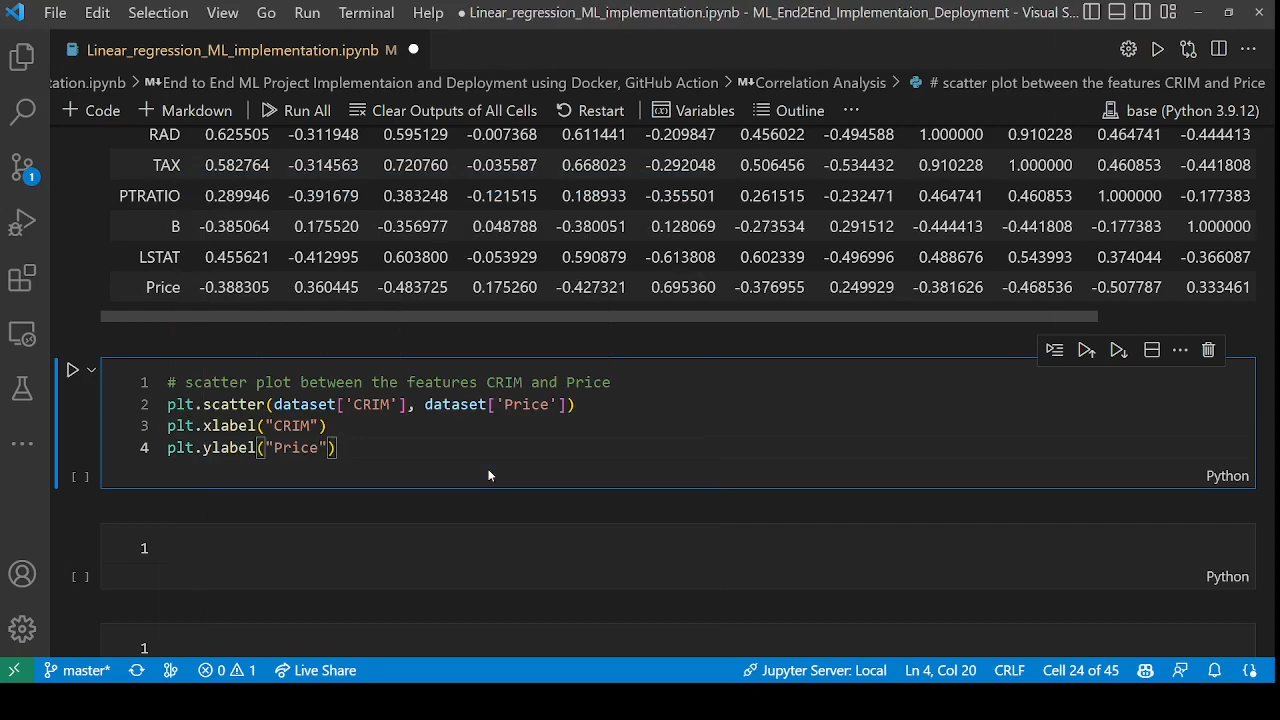 File Edit Selection View Go Run Terminal Help ● Linear_regression_ML_implementation.ipynb - ML_End2End_Implementaion_Deployment - Visual S...
Linear_regression_ML_implementation.ipynb M ●
tation.ipynb > M↓End to End ML Project Implementaion and Deployment using Docker, GitHub Action > M↓Correlation Analysis > # scatter plot between the features CRIM and Price
+ Code + Markdown Run All Clear Outputs of All Cells Restart Variables Outline ... base (Python 3.9.12)
RAD 0.625505 -0.311948 0.595129 -0.007368 0.611441 -0.209847 0.456022 -0.494588 1.000000 0.910228 0.464741 -0.444413
TAX 0.582764 -0.314563 0.720760 -0.035587 0.668023 -0.292048 0.506456 -0.534432 0.910228 1.000000 0.460853 -0.441808
PTRATIO 0.289946 -0.391679 0.383248 -0.121515 0.188933 -0.355501 0.261515 -0.232471 0.464741 0.460853 1.000000 -0.177383
B -0.385064 0.175520 -0.356977 0.048788 -0.380051 0.128069 -0.273534 0.291512 -0.444413 -0.441808 -0.177383 1.000000
LSTAT 0.455621 -0.412995 0.603800 -0.053929 0.590879 -0.613808 0.602339 -0.496996 0.488676 0.543993 0.374044 -0.366087
Price -0.388305 0.360445 -0.483725 0.175260 -0.427321 0.695360 -0.376955 0.249929 -0.381626 -0.468536 -0.507787 0.333461
1 # scatter plot between the features CRIM and Price
2 plt.scatter(dataset['CRIM'], dataset['Price'])
3 plt.xlabel("CRIM")
4 plt.ylabel("Price")
[ ] Python
1
[ ] Python
1
1
master* 0 1 Live Share Jupyter Server: Local Ln 4, Col 20 CRLF Cell 24 of 45